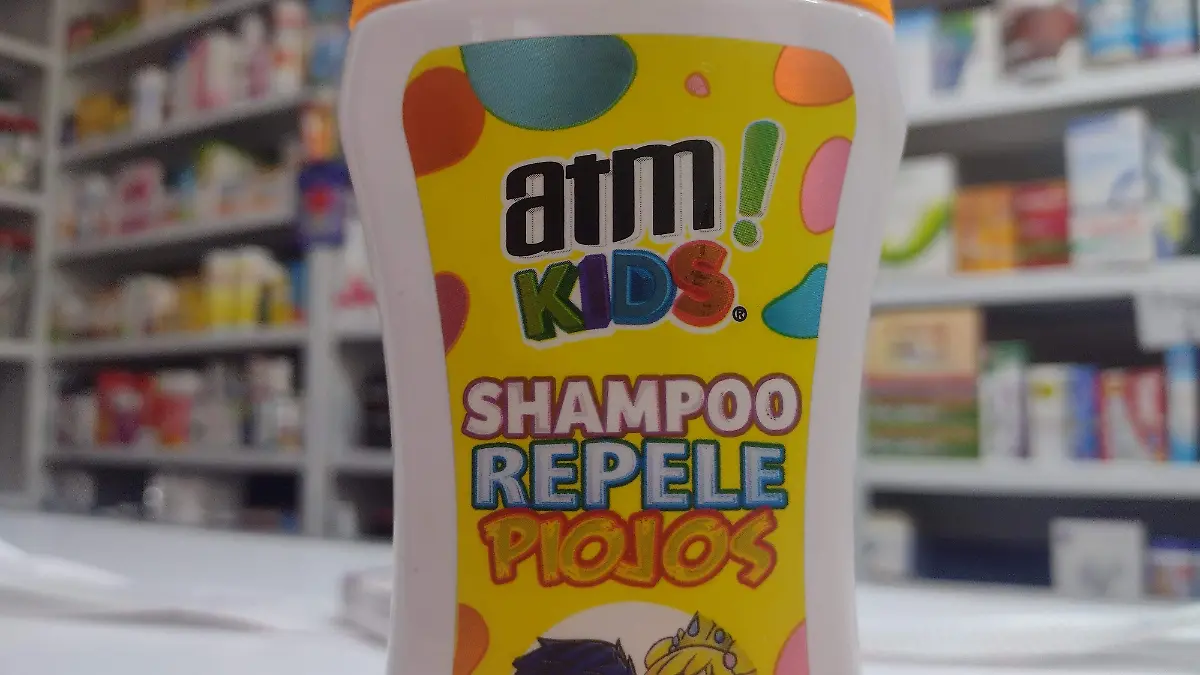 atm!
KIDS®
SHAMPOO
REPELE
PIOJOS